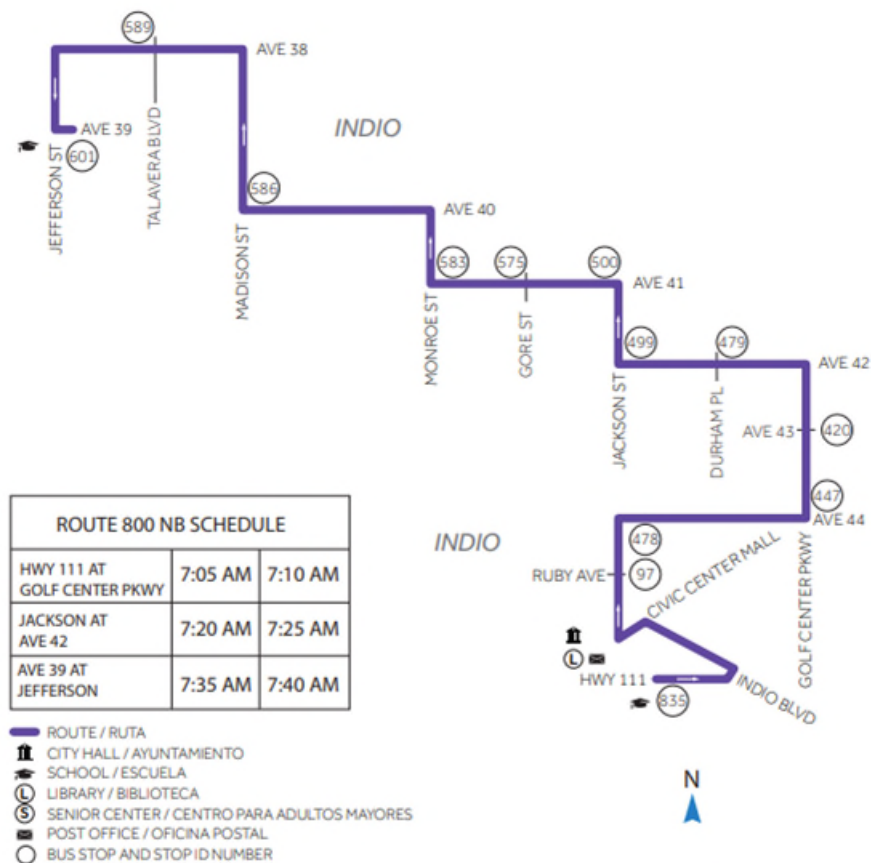 589
AVE 38
INDIO
AVE 39
601
JEFFERSON ST
TALAVERA BLVD
586
MADISON ST
AVE 40
583
575
500
AVE 41
MONROE ST
GORE ST
499
479
AVE 42
JACKSON ST
DURHAM PL
AVE 43
420
447
AVE 44
GOLF CENTER PKWY
INDIO
478
RUBY AVE
97
CIVIC CENTER MALL
L
HWY 111
835
INDIO BLVD
ROUTE 800 NB SCHEDULE
HWY 111 AT
GOLF CENTER PKWY
7:05 AM
7:10 AM
JACKSON AT
AVE 42
7:20 AM
7:25 AM
AVE 39 AT
JEFFERSON
7:35 AM
7:40 AM
ROUTE / RUTA
CITY HALL / AYUNTAMIENTO
SCHOOL / ESCUELA
L LIBRARY / BIBLIOTECA
S SENIOR CENTER / CENTRO PARA ADULTOS MAYORES
POST OFFICE / OFICINA POSTAL
BUS STOP AND STOP ID NUMBER
N